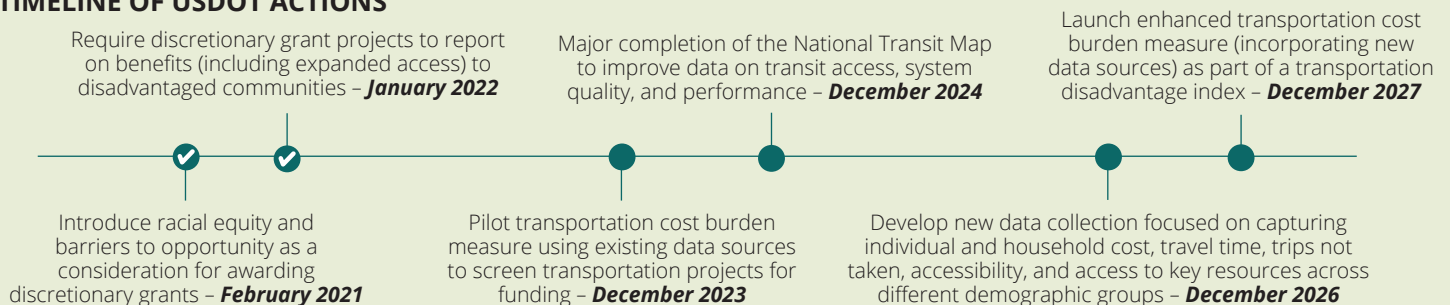 TIMELINE OF USDOT ACTIONS
Require discretionary grant projects to report
on benefits (including expanded access) to
disadvantaged communities – January 2022
Major completion of the National Transit Map
to improve data on transit access, system
quality, and performance – December 2024
Launch enhanced transportation cost
burden measure (incorporating new
data sources) as part of a transportation
disadvantage index – December 2027
Introduce racial equity and
barriers to opportunity as a
consideration for awarding
discretionary grants – February 2021
Pilot transportation cost burden
measure using existing data sources
to screen transportation projects for
funding – December 2023
Develop new data collection focused on capturing
individual and household cost, travel time, trips not
taken, accessibility, and access to key resources across
different demographic groups – December 2026